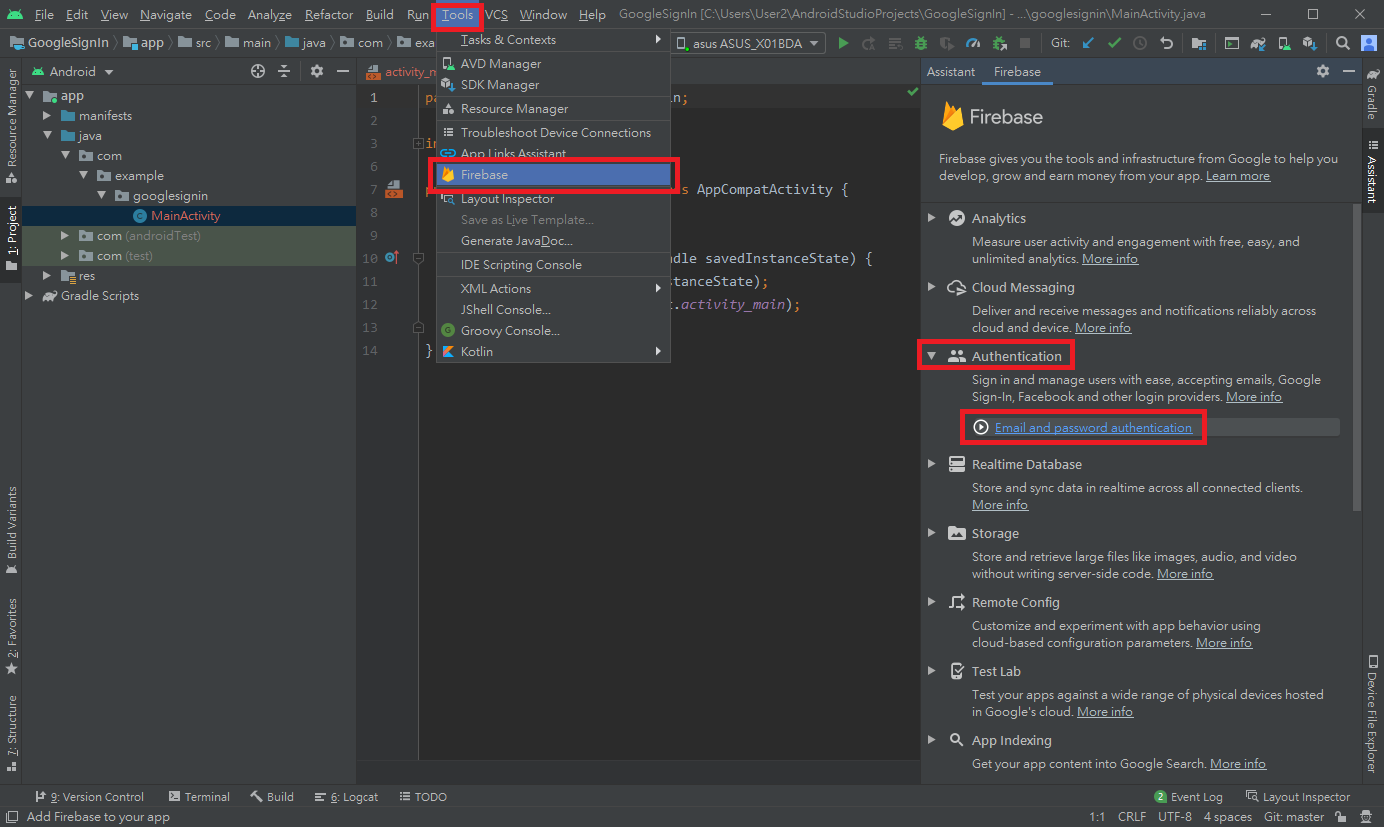 File Edit View Navigate Code Analyze Refactor Build Run Tools VCS Window Help GoogleSignIn [C:\Users\User2\AndroidStudioProjects\GoogleSignIn] - ...\googlesignin\MainActivity.java
GoogleSignIn app src main java com exa
asus ASUS_X01BDA
Git:
Android
app
manifests
java
com
example
googlesignin
MainActivity
com (androidTest)
com (test)
res
Gradle Scripts
Resource Manager
1: Project
Build Variants
2: Favorites
7: Structure
activity_m
1
2
3
6
7
8
9
10
11
12
13
14
pa n;
im
p s AppCompatActivity {
ndle savedInstanceState) {
stanceState);
t.activity_main);
}
Tasks & Contexts
AVD Manager
SDK Manager
Resource Manager
Troubleshoot Device Connections
App Links Assistant
Firebase
Layout Inspector
Save as Live Template...
Generate JavaDoc...
IDE Scripting Console
XML Actions
JShell Console...
Groovy Console...
Kotlin
Assistant Firebase
Firebase
Firebase gives you the tools and infrastructure from Google to help you
develop, grow and earn money from your app. Learn more
Analytics
Measure user activity and engagement with free, easy, and
unlimited analytics. More info
Cloud Messaging
Deliver and receive messages and notifications reliably across
cloud and device. More info
Authentication
Sign in and manage users with ease, accepting emails, Google
Sign-In, Facebook and other login providers. More info
Email and password authentication
Realtime Database
Store and sync data in realtime across all connected clients.
More info
Storage
Store and retrieve large files like images, audio, and video
without writing server-side code. More info
Remote Config
Customize and experiment with app behavior using
cloud-based configuration parameters. More info
Test Lab
Test your apps against a wide range of physical devices hosted
in Google's cloud. More info
App Indexing
Get your app content into Google Search. More info
Gradle
Assistant
Device File Explorer
9: Version Control Terminal Build 6: Logcat TODO 2 Event Log Layout Inspector
Add Firebase to your app 1:1 CRLF UTF-8 4 spaces Git: master